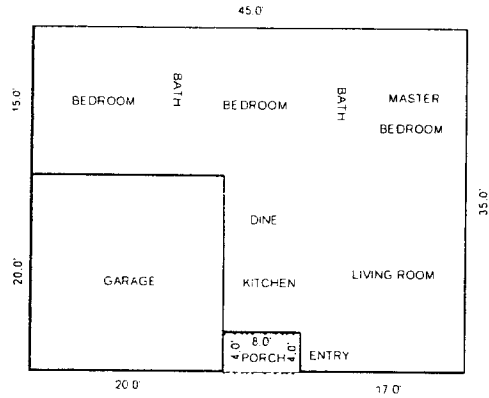 45.0'
15.0'
BEDROOM
BATH
BEDROOM
BATH
MASTER
BEDROOM
35.0'
DINE
20.0'
GARAGE
KITCHEN
LIVING ROOM
8.0'
4.0'
PORCH
4.0'
ENTRY
20.0'
17.0'